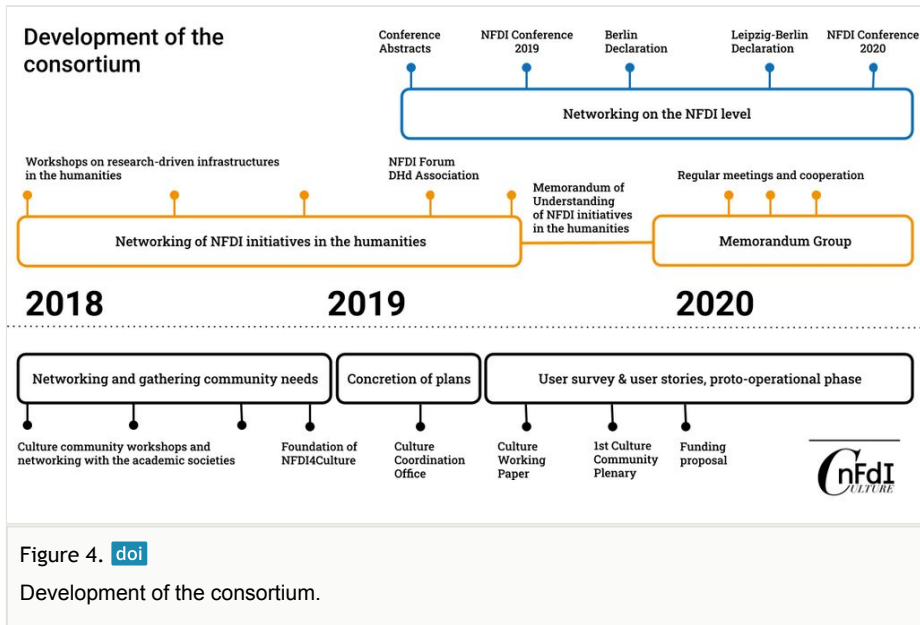 Development of the
consortium
Conference
Abstracts
NFDI Conference
2019
Berlin
Declaration
Leipzig-Berlin
Declaration
NFDI Conference
2020
Networking on the NFDI level
Workshops on research-driven infrastructures
in the humanities
NFDI Forum
DHd Association
Memorandum of
Understanding
of NFDI initiatives
in the humanities
Regular meetings and cooperation
Networking of NFDI initiatives in the humanities
Memorandum Group
2018
2019
2020
Networking and gathering community needs
Concretion of plans
User survey & user stories, proto-operational phase
Culture community workshops and
networking with the academic societies
Foundation of
NFDI4Culture
Culture
Coordination
Office
Culture
Working
Paper
1st Culture
Community
Plenary
Funding
proposal
nFdI
CULTURE
Figure 4. doi
Development of the consortium.